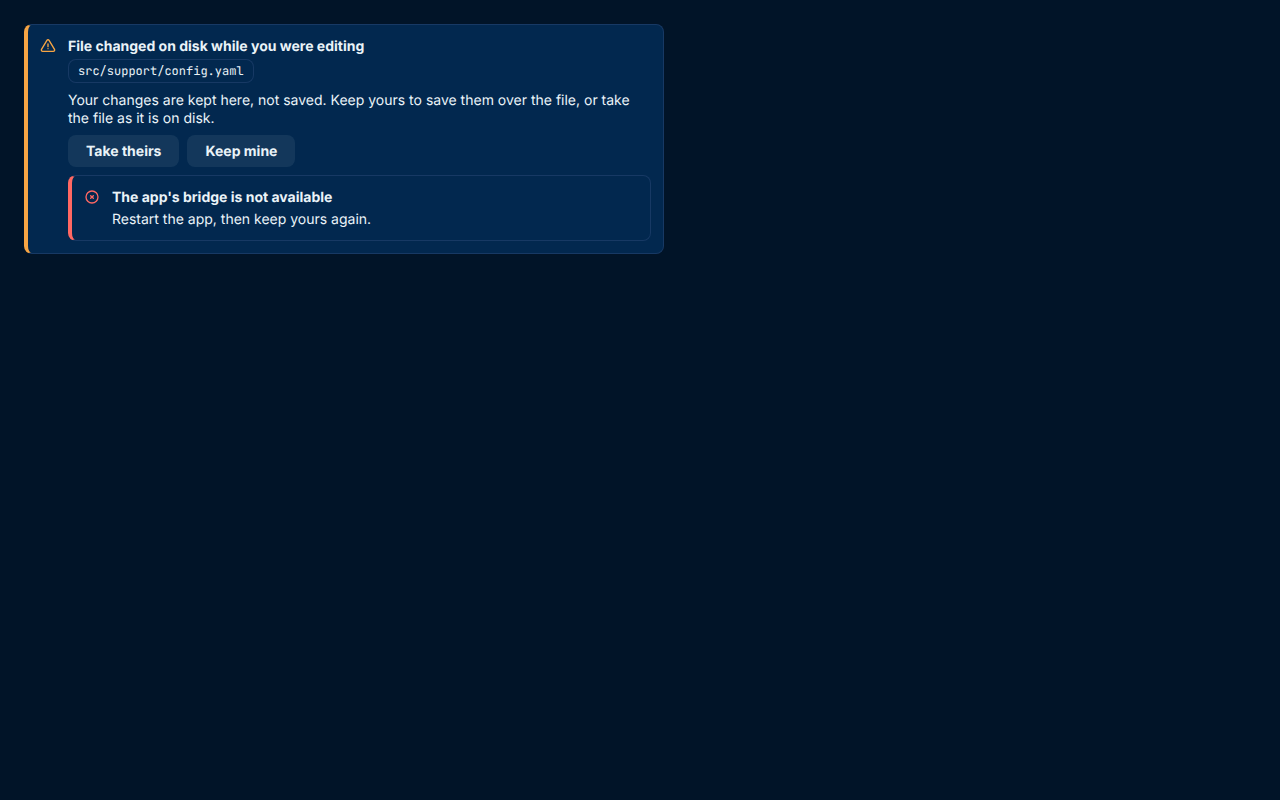 File changed on disk while you were editing
src/support/config.yaml
Your changes are kept here, not saved. Keep yours to save them over the file, or take
the file as it is on disk.
Take theirs
Keep mine
The app's bridge is not available
Restart the app, then keep yours again.